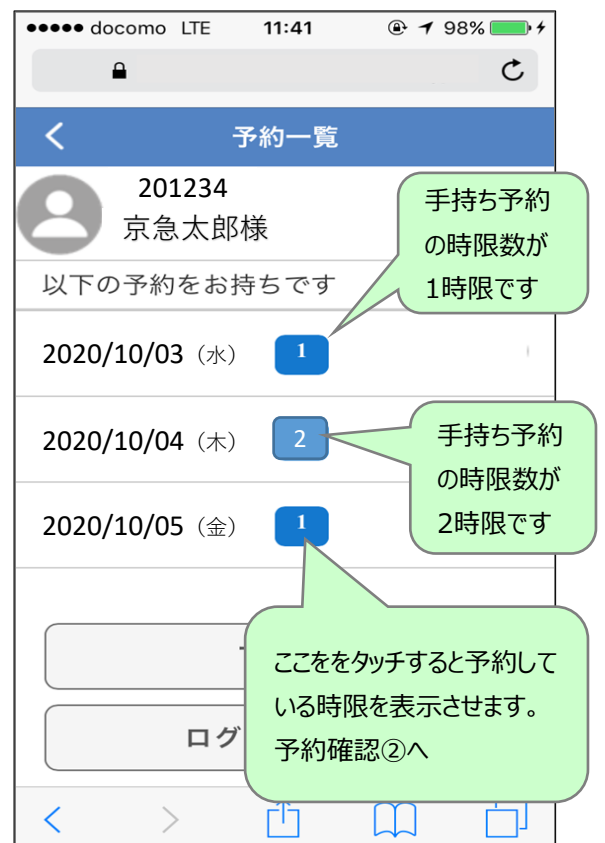 docomo LTE 11:41 98%
予約一覧
201234
京急太郎様
以下の予約をお持ちです
手持ち予約
の時限数が
1時限です
2020/10/03（水） 1
2020/10/04（木） 2
手持ち予約
の時限数が
2時限です
2020/10/05（金） 1
ここををタッチすると予約して
いる時限を表示させます。
予約確認②へ
ログ